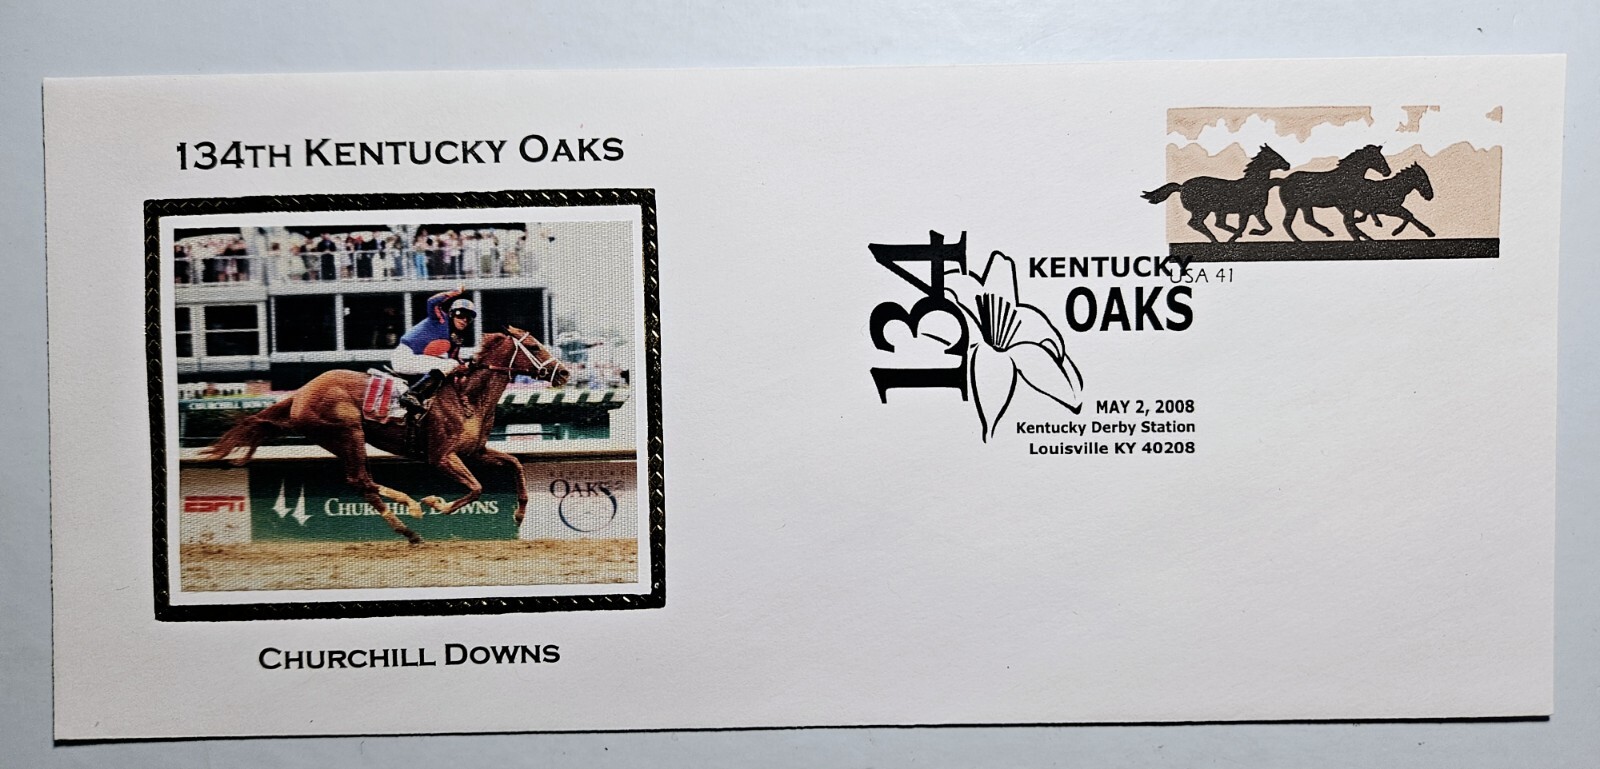 134TH KENTUCKY OAKS
ESPN
CHURCHILL DOWNS
KENTUCKY
OAKS
CHURCHILL DOWNS
USA 41
134
KENTUCKY
OAKS
MAY 2, 2008
Kentucky Derby Station
Louisville KY 40208